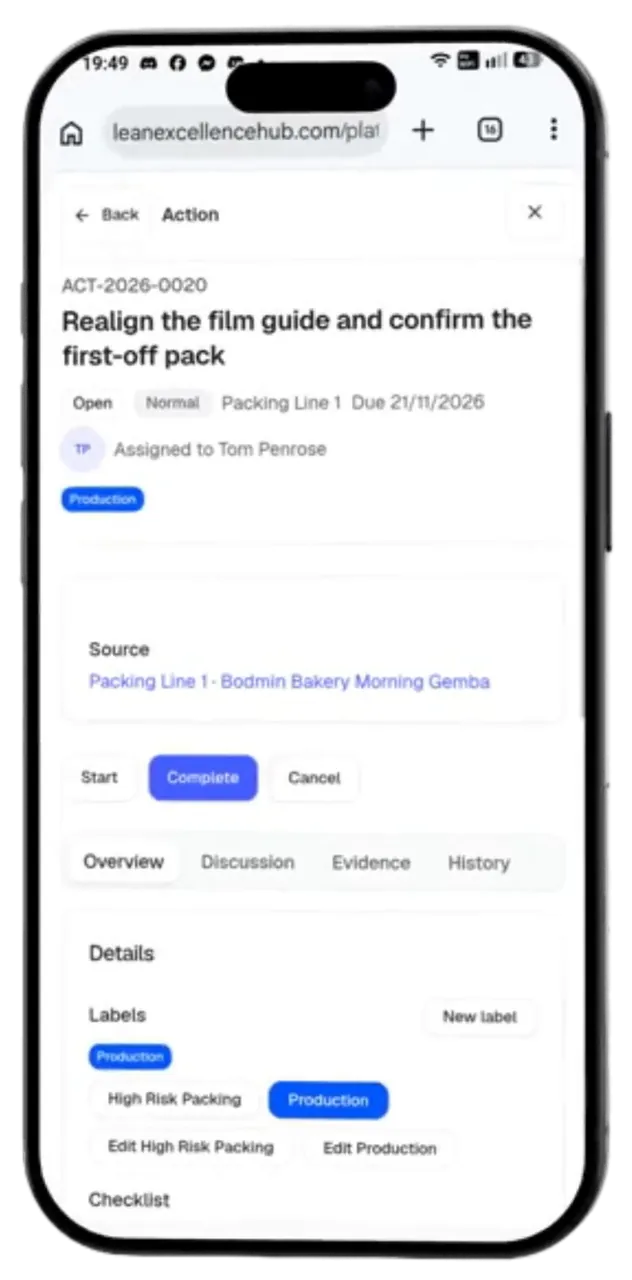 19:49
leanexcellencehub.com/plat
16
← Back Action
ACT-2026-0020
Realign the film guide and confirm the
first-off pack
Open Normal Packing Line 1 Due 21/11/2026
TP Assigned to Tom Penrose
Production
Source
Packing Line 1 · Bodmin Bakery Morning Gemba
Start Complete Cancel
Overview Discussion Evidence History
Details
Labels New label
Production
High Risk Packing Production
Edit High Risk Packing Edit Production
Checklist